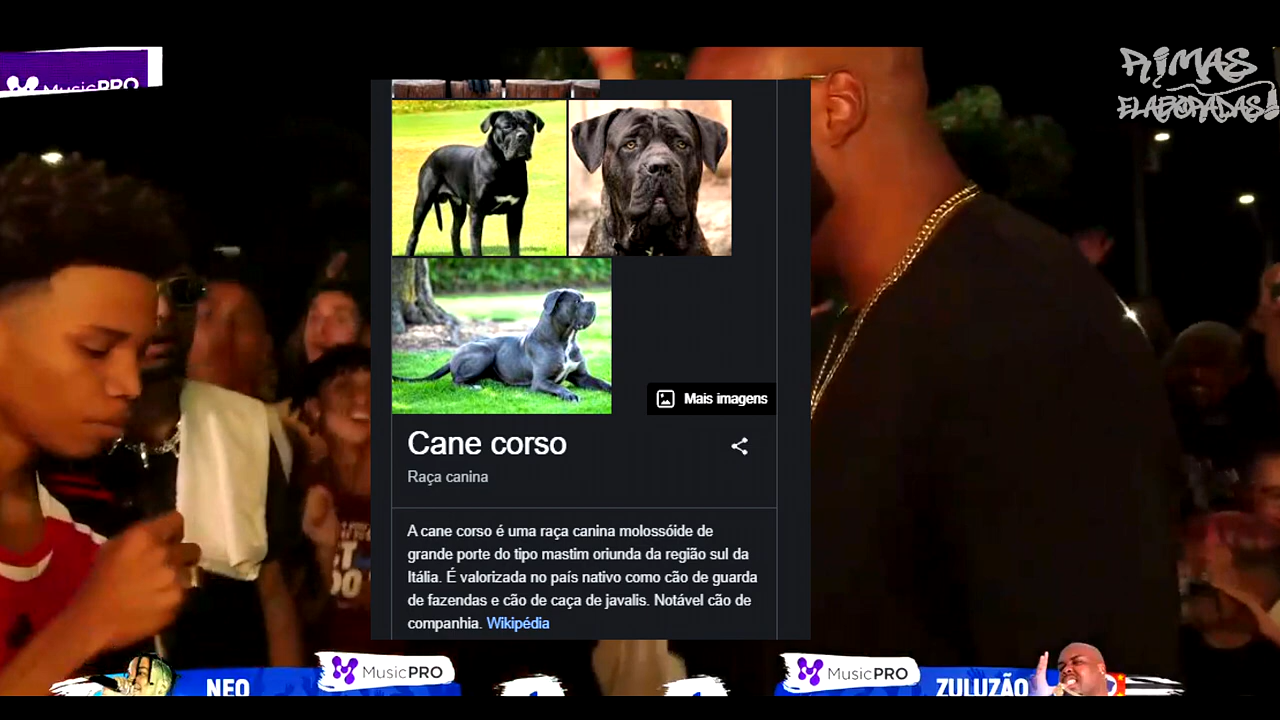 MusicPRO
RIMAS
ELABORADAS!
Mais imagens
Cane corso
Raça canina
A cane corso é uma raça canina molossóide de
grande porte do tipo mastim oriunda da região sul da
Itália. É valorizada no país nativo como cão de guarda
de fazendas e cão de caça de javalis. Notável cão de
companhia. Wikipédia
MusicPRO
MusicPRO
NEO
ZULUZÃO